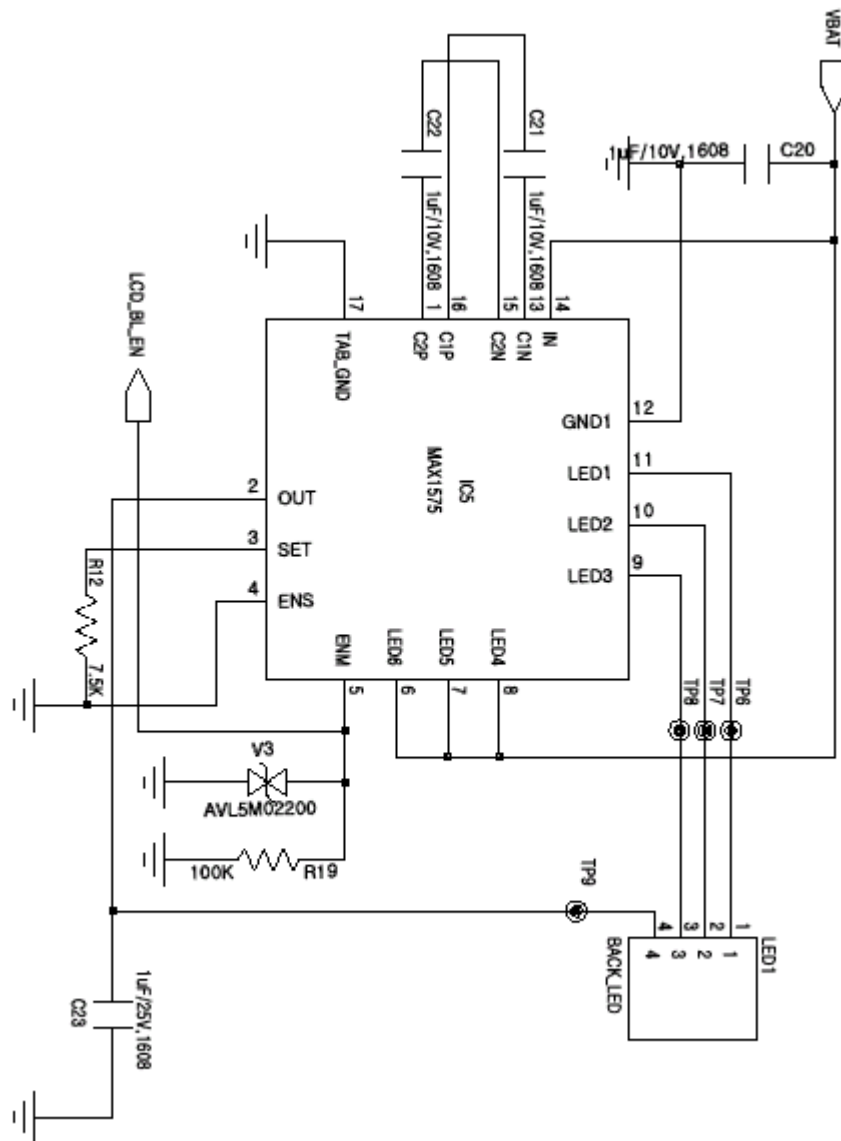 VBAT
C22
C21
1uF/10V,1608
C20
1uF/10V,1608
1uF/10V,1608
LCD_BL_EN
17
1
16
15
13
14
TAB_GND
C2P
C1P
C2N
C1N
IN
GND1
12
LED1
11
MAX1575
IC5
2
OUT
LED2
10
3
SET
LED3
9
R12
4
ENS
7.5K
ENM
LED6
LED5
LED4
5
6
7
8
TP8
TP7
TP6
V3
AVL5M02200
100K
R19
TP9
4
3
2
1
LED1
4
3
2
1
BACK_LED
1uF/25V,1608
C23